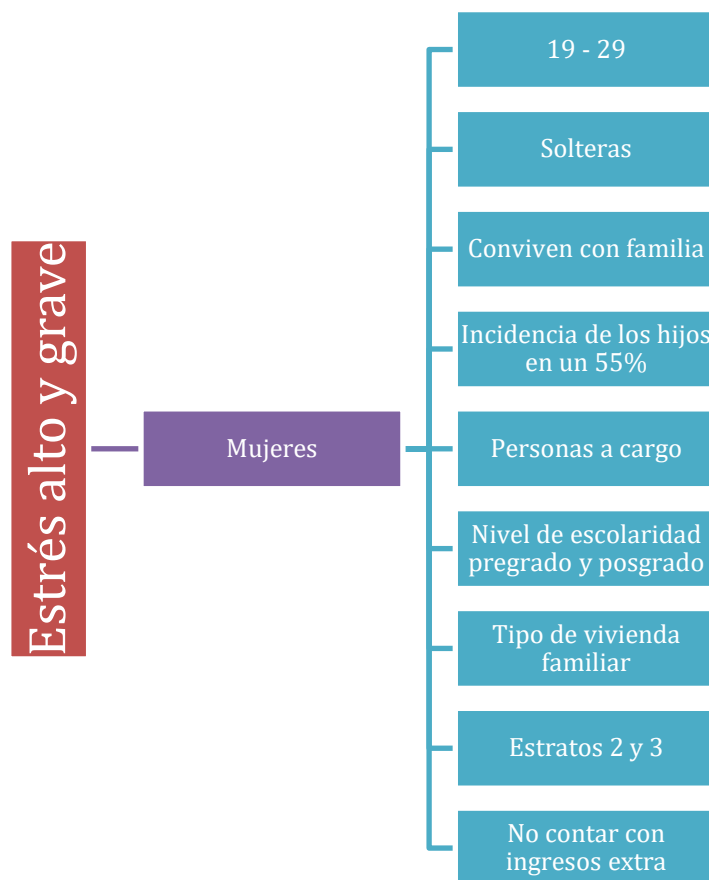 Estrés alto y grave
Mujeres
19 - 29
Solteras
Conviven con familia
Incidencia de los hijos
en un 55%
Personas a cargo
Nivel de escolaridad
pregrado y posgrado
Tipo de vivienda
familiar
Estratos 2 y 3
No contar con
ingresos extra